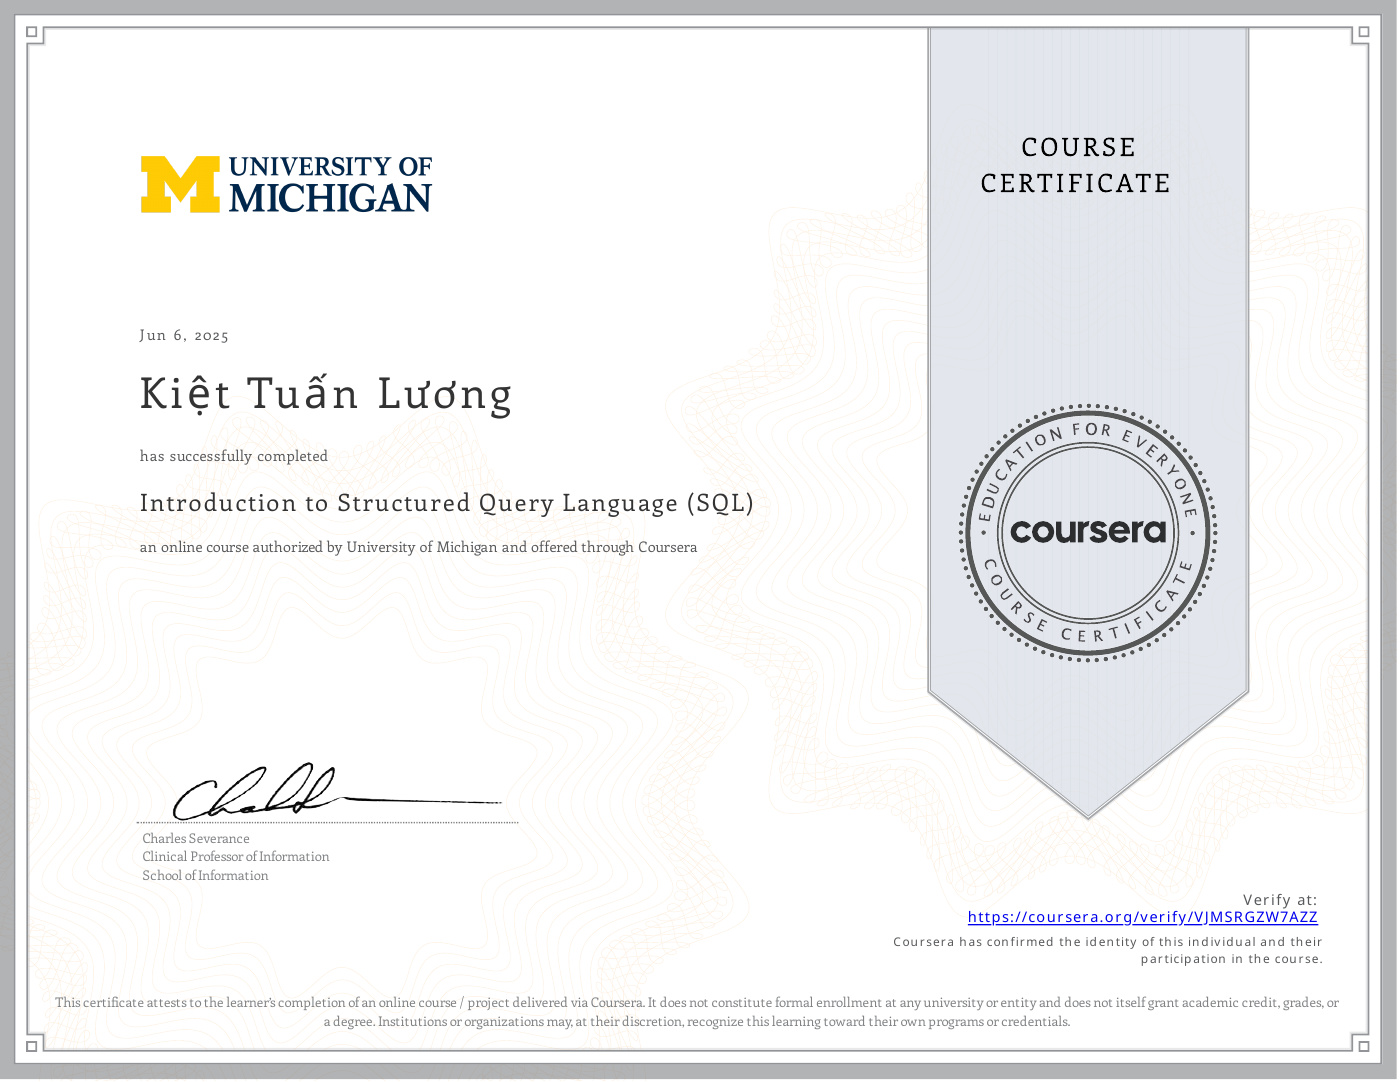 UNIVERSITY OF
MICHIGAN
COURSE
CERTIFICATE
Jun 6, 2025
Kiệt Tuấn Lương
has successfully completed
Introduction to Structured Query Language (SQL)
an online course authorized by University of Michigan and offered through Coursera
EDUCATION FOR EVERYONE
coursera
COURSE CERTIFICATE
Charles Severance
Clinical Professor of Information
School of Information
Verify at:
https://coursera.org/verify/VJMSRGZW7AZZ
Coursera has confirmed the identity of this individual and their
participation in the course.
This certificate attests to the learner's completion of an online course / project delivered via Coursera. It does not constitute formal enrollment at any university or entity and does not itself grant academic credit, grades, or
a degree. Institutions or organizations may, at their discretion, recognize this learning toward their own programs or credentials.